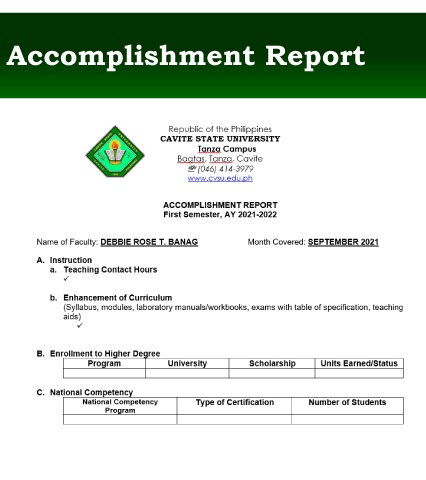 Accomplishment Report
Republic of the Philippines
CAVITE STATE UNIVERSITY
Tanza Campus
Bagtas, Tanza, Cavite
☏ (046) 414-3979
www.cvsu.edu.ph
ACCOMPLISHMENT REPORT
First Semester, AY 2021-2022
Name of Faculty: DEBBIE ROSE T. BANAG Month Covered: SEPTEMBER 2021
A. Instruction
a. Teaching Contact Hours
✓
b. Enhancement of Curriculum
(Syllabus, modules, laboratory manuals/workbooks, exams with table of specification, teaching
aids)
✓
B. Enrollment to Higher Degree
Program University Scholarship Units Earned/Status
C. National Competency
National Competency Type of Certification Number of Students
Program